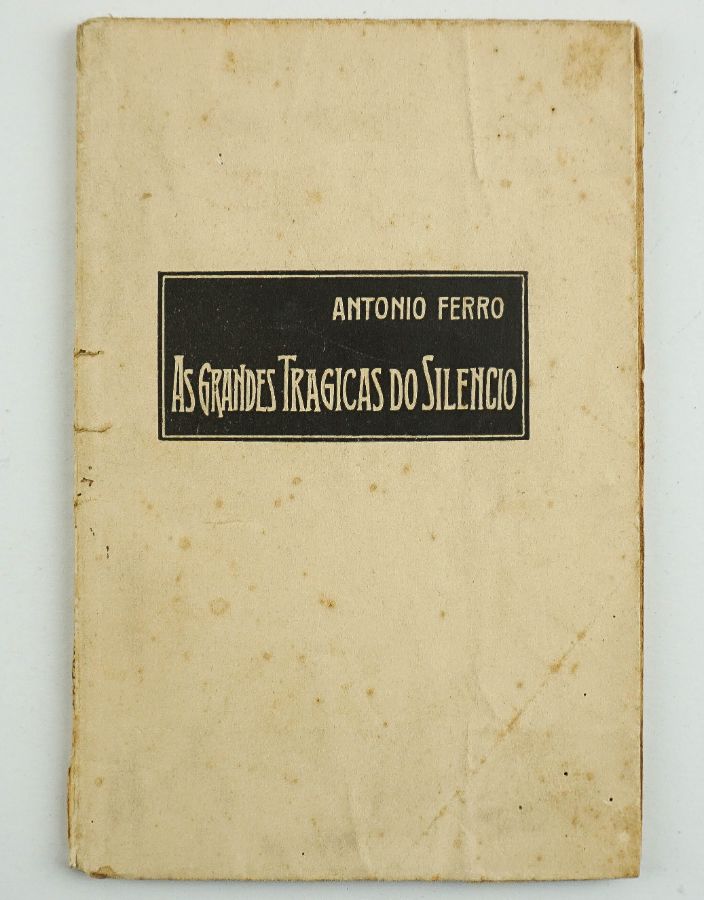 ANTONIO FERRO
AS GRANDES TRAGICAS DO SILENCIO